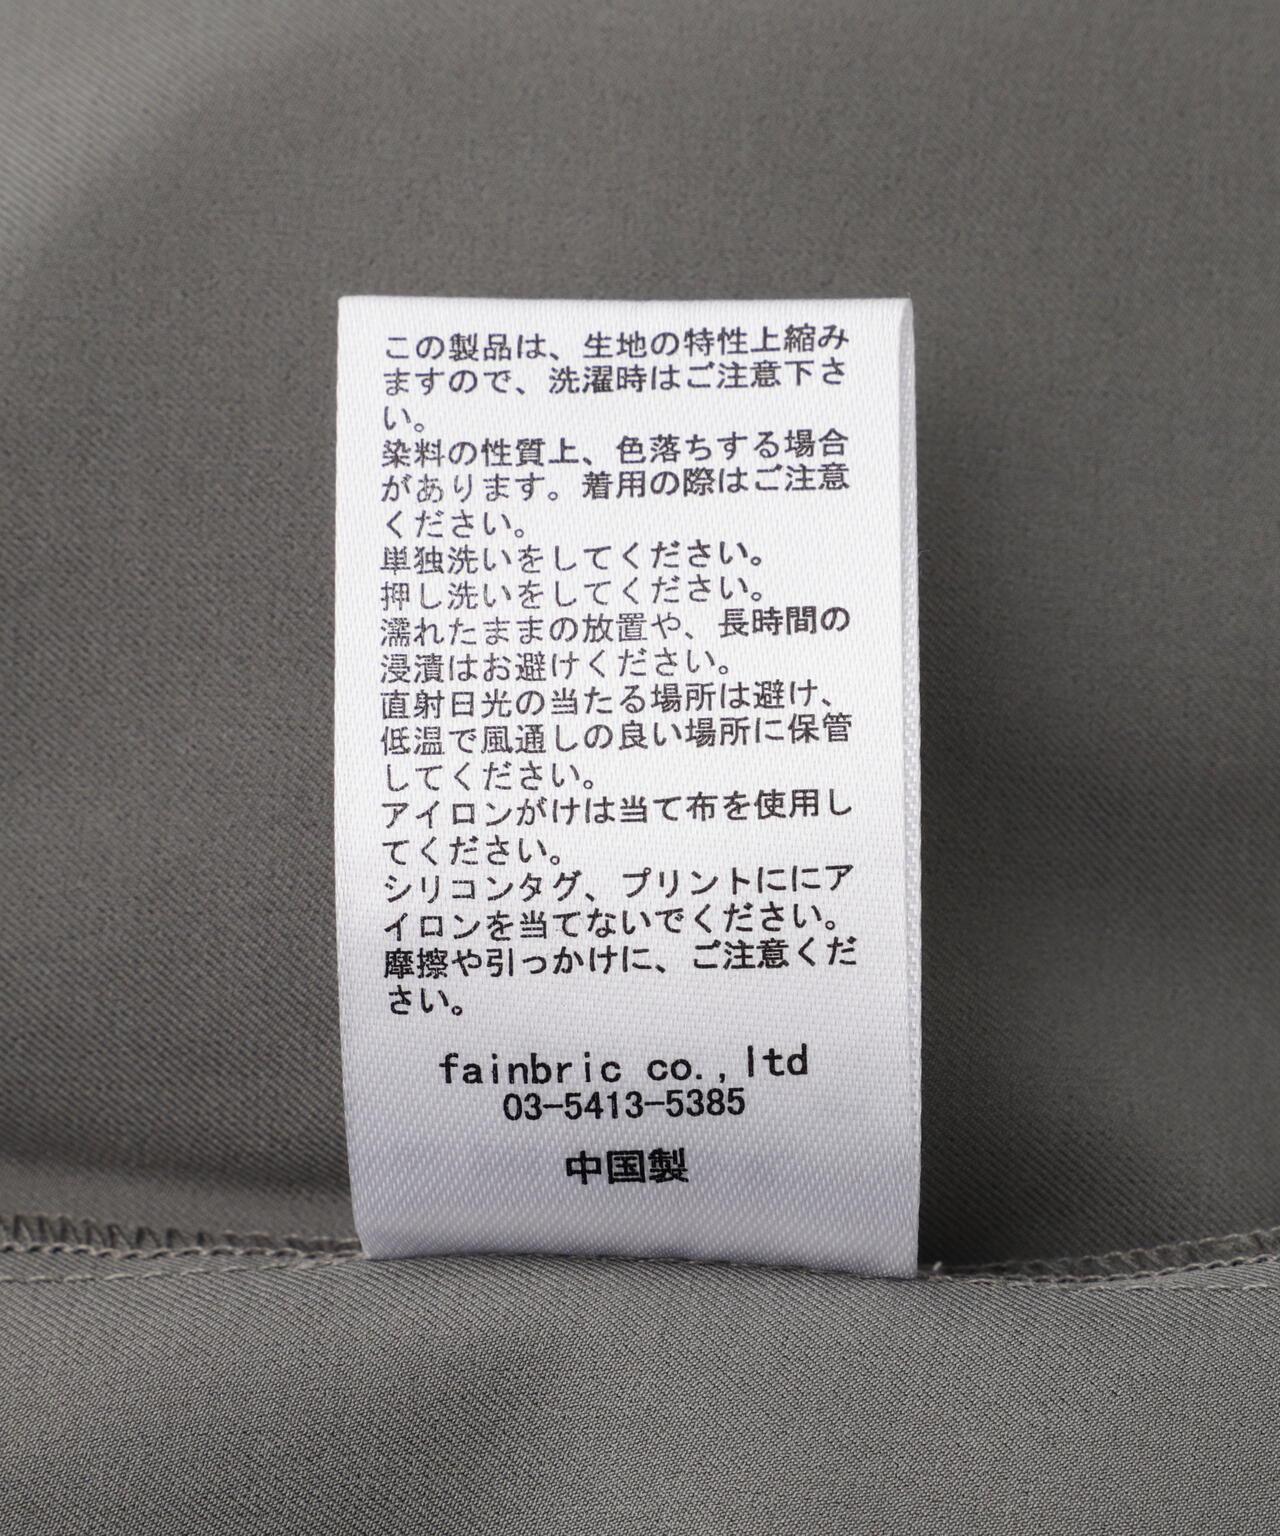 この製品は、生地の特性上縮み
ますので、洗濯時はご注意下さ
い。
染料の性質上、色落ちする場合
があります。着用の際はご注意
ください。
単独洗いをしてください。
押し洗いをしてください。
濡れたままの放置や、長時間の
浸漬はお避けください。
直射日光の当たる場所は避け、
低温で風通しの良い場所に保管
してください。
アイロンがけは当て布を使用し
てください。
シリコンタグ、プリントににア
イロンを当てないでください。
摩擦や引っかけに、ご注意くだ
さい。
fainbric co.,ltd
03-5413-5385
中国製